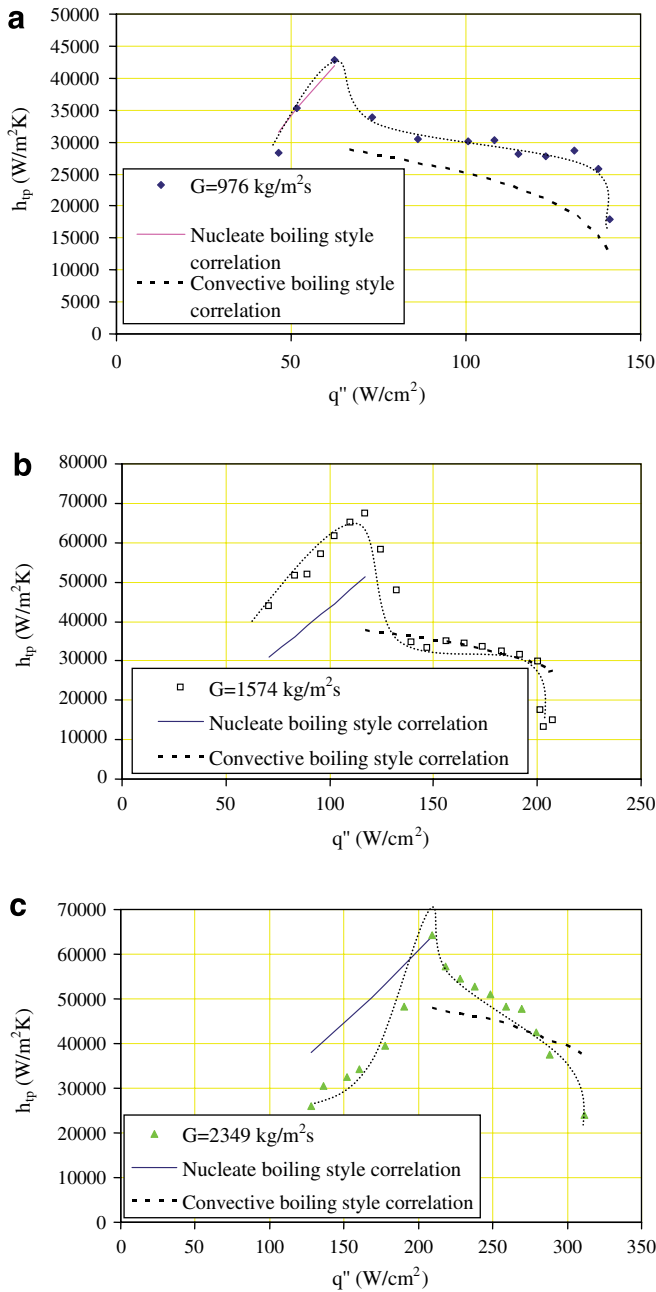 a
50000
45000
40000
35000
30000
25000
20000
15000
10000
5000
0
h_tp (W/m²K)
G=976 kg/m²s
Nucleate boiling style
correlation
Convective boiling style
correlation
0 50 100 150
q" (W/cm²)
b
80000
70000
60000
50000
40000
30000
20000
10000
0
h_tp (W/m²K)
G=1574 kg/m²s
Nucleate boiling style correlation
Convective boiling style correlation
0 50 100 150 200 250
q" (W/cm²)
c
70000
60000
50000
40000
30000
20000
10000
0
h_tp (W/m²K)
G=2349 kg/m²s
Nucleate boiling style correlation
Convective boiling style correlation
0 50 100 150 200 250 300 350
q" (W/cm²)